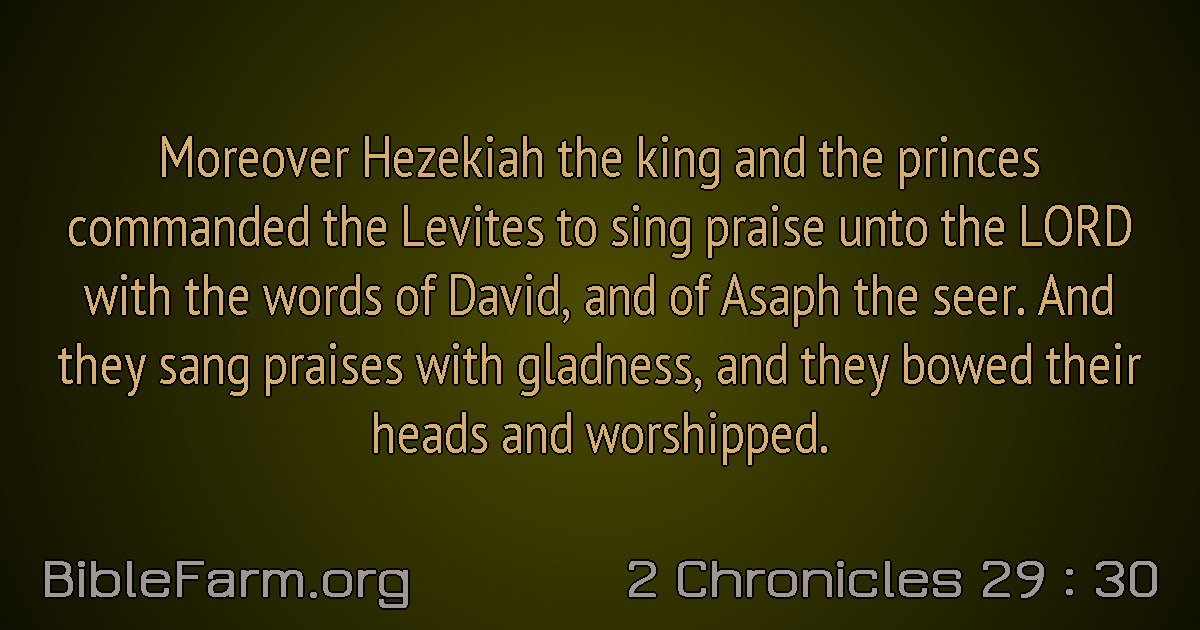 Moreover Hezekiah the king and the princes
commanded the Levites to sing praise unto the LORD
with the words of David, and of Asaph the seer. And
they sang praises with gladness, and they bowed their
heads and worshipped.
BibleFarm.org
2 Chronicles 29 : 30